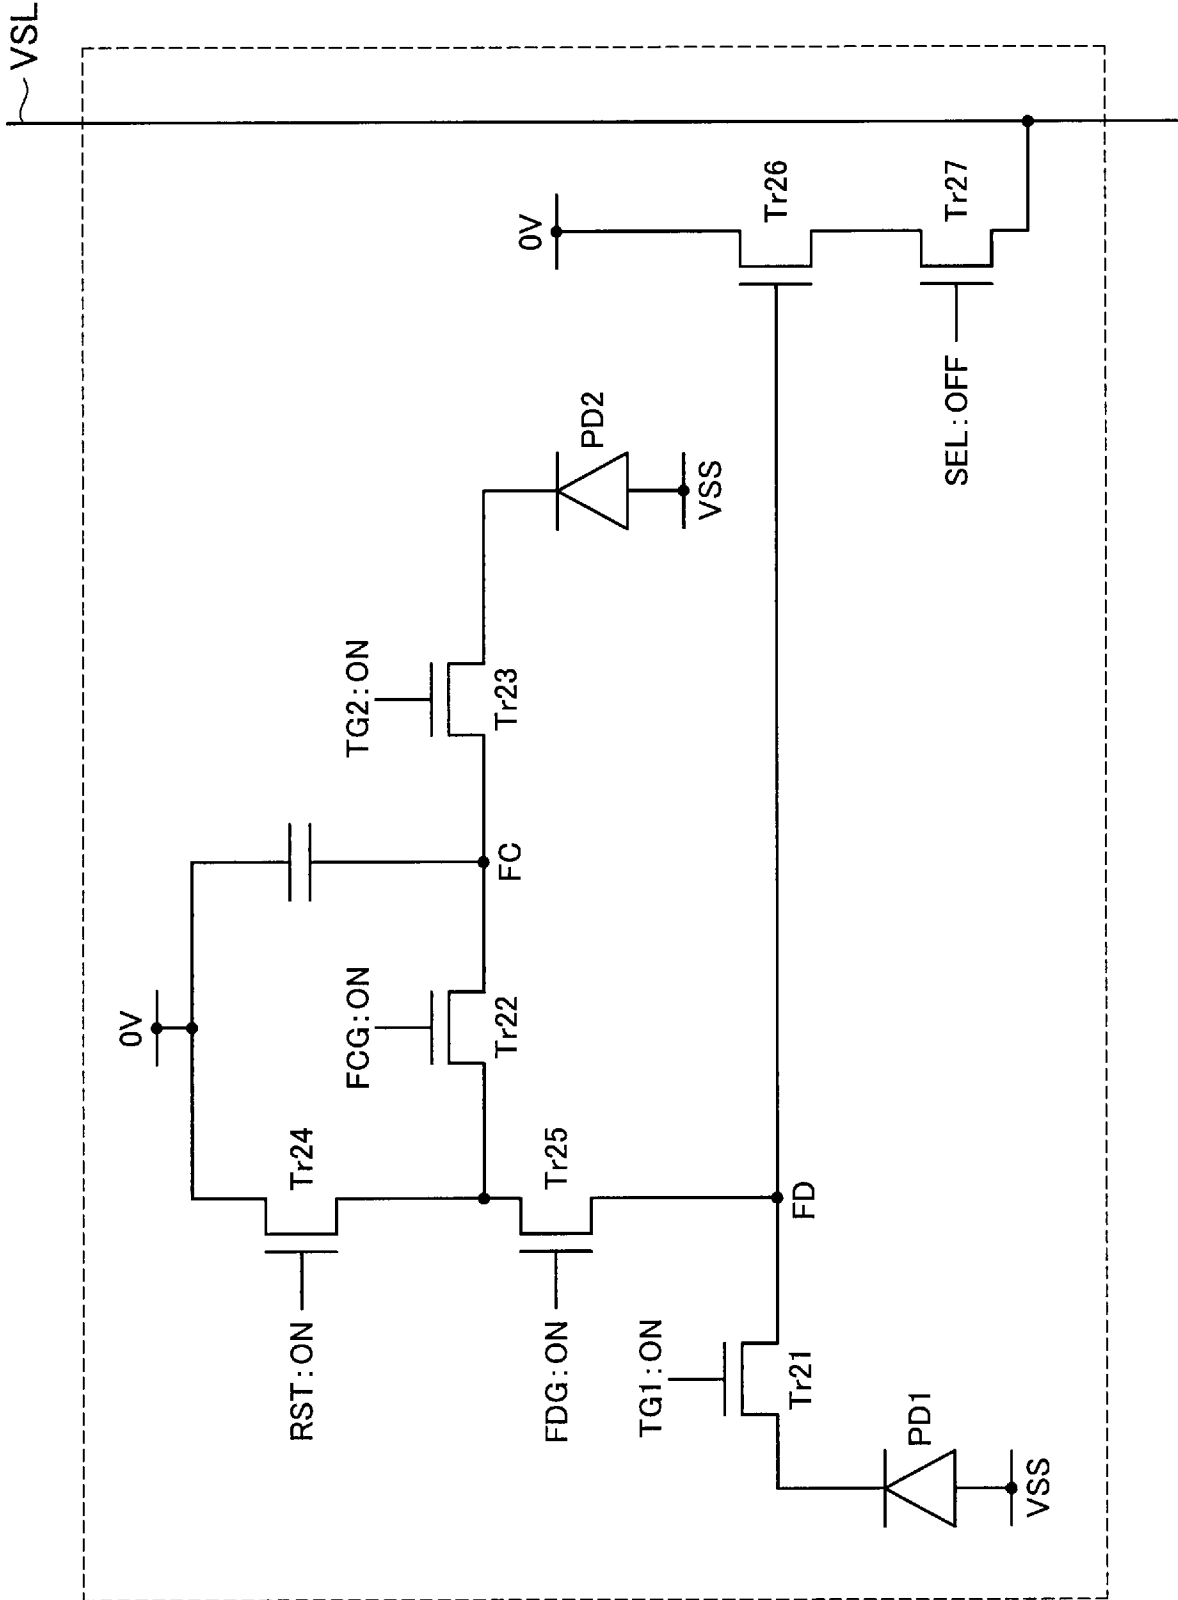 VSL
0V
Tr26
Tr27
SEL:OFF
PD2
VSS
TG2:ON
Tr23
FC
0V
FCG:ON
Tr22
Tr24
Tr25
RST:ON
FDG:ON
FD
TG1:ON
Tr21
PD1
VSS